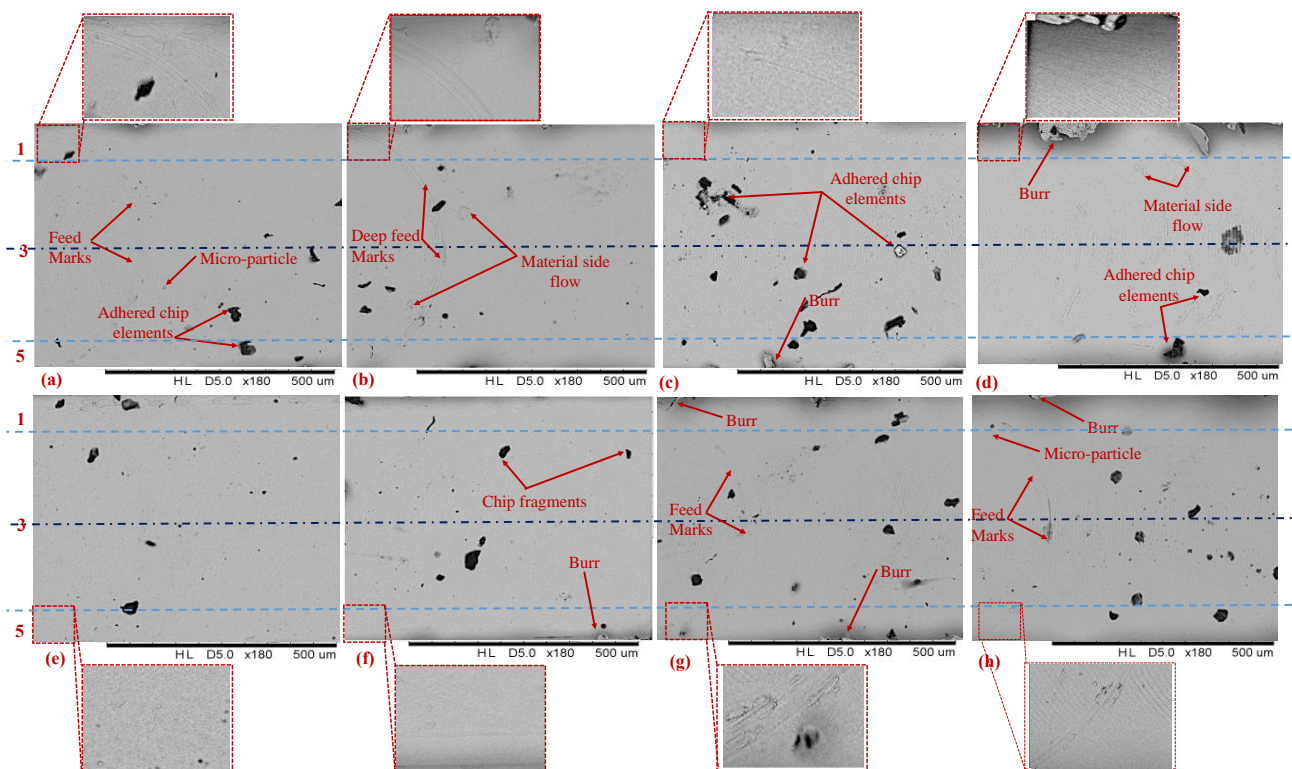 1
3
5
Feed
Marks
Micro-particle
Adhered chip
elements
(a)
HL D5.0 x180 500 um
Deep feed
Marks
Material side
flow
(b)
HL D5.0 x180 500 um
Adhered chip
elements
Burr
(c)
HL D5.0 x180 500 um
Burr
Material side
flow
Adhered chip
elements
(d)
HL D5.0 x180 500 um
1
3
5
(e)
HL D5.0 x180 500 um
Chip fragments
Burr
(f)
HL D5.0 x180 500 um
Burr
Feed
Marks
Burr
(g)
HL D5.0 x180 500 um
Burr
Micro-particle
Feed
Marks
(h)
HL D5.0 x180 500 um